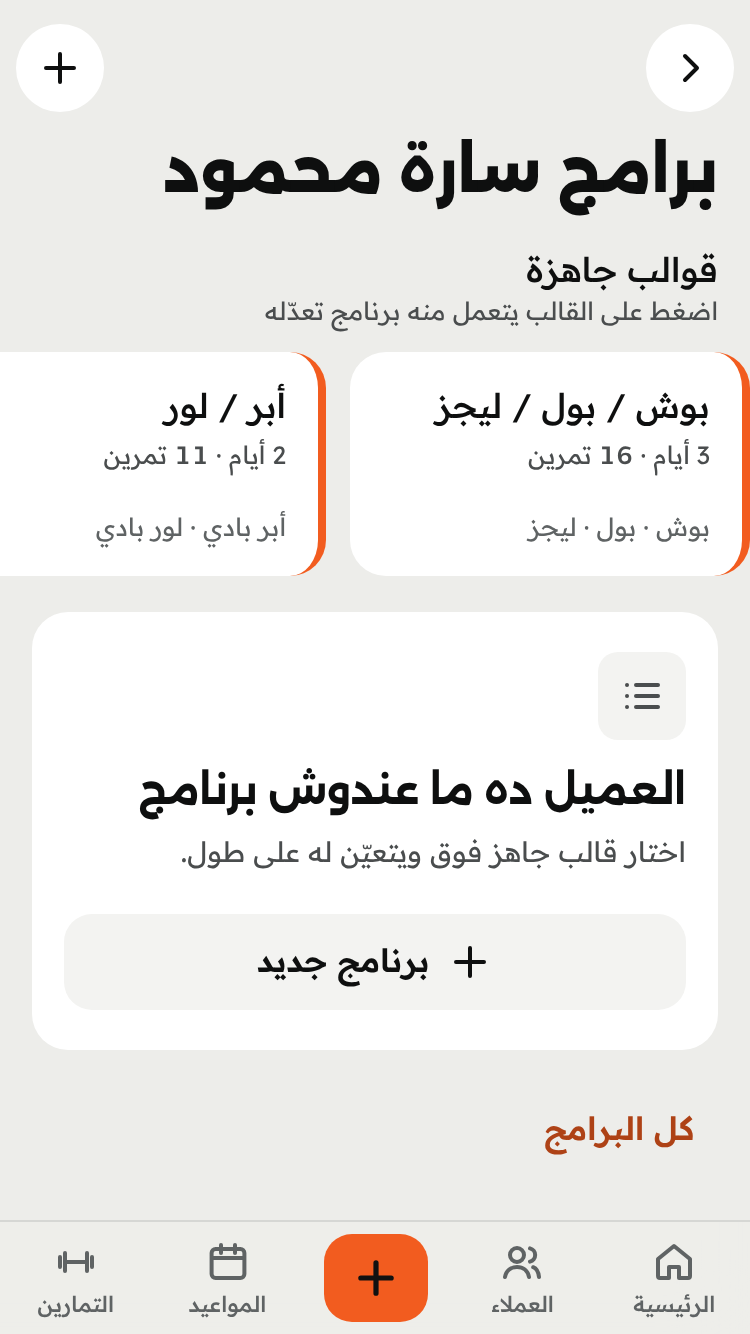 برامج سارة محمود
قوالب جاهزة
اضغط على القالب يتعمل منه برنامج تعدّله
بوش / بول / ليجز
3 أيام · 16 تمرين
بوش · بول · ليجز
أبر / لور
2 أيام · 11 تمرين
أبر بادي · لور بادي
العميل ده ما عندوش برنامج
اختار قالب جاهز فوق ويتعيّن له على طول.
برنامج جديد
كل البرامج
الرئيسية
العملاء
المواعيد
التمارين